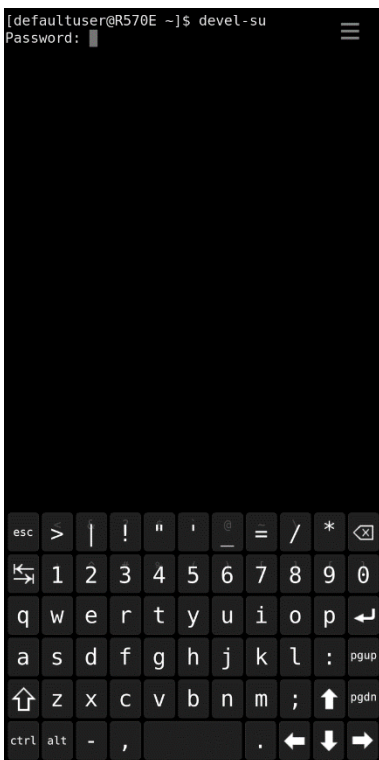 [defaultuser@R570E ~]$ devel-su
Password:
esc > | ! " ' _ @ = / *
1 2 3 4 5 6 7 8 9 0
q w e r t y u i o p
a s d f g h j k l : pgup
z x c v b n m ; pgdn
ctrl alt - , .